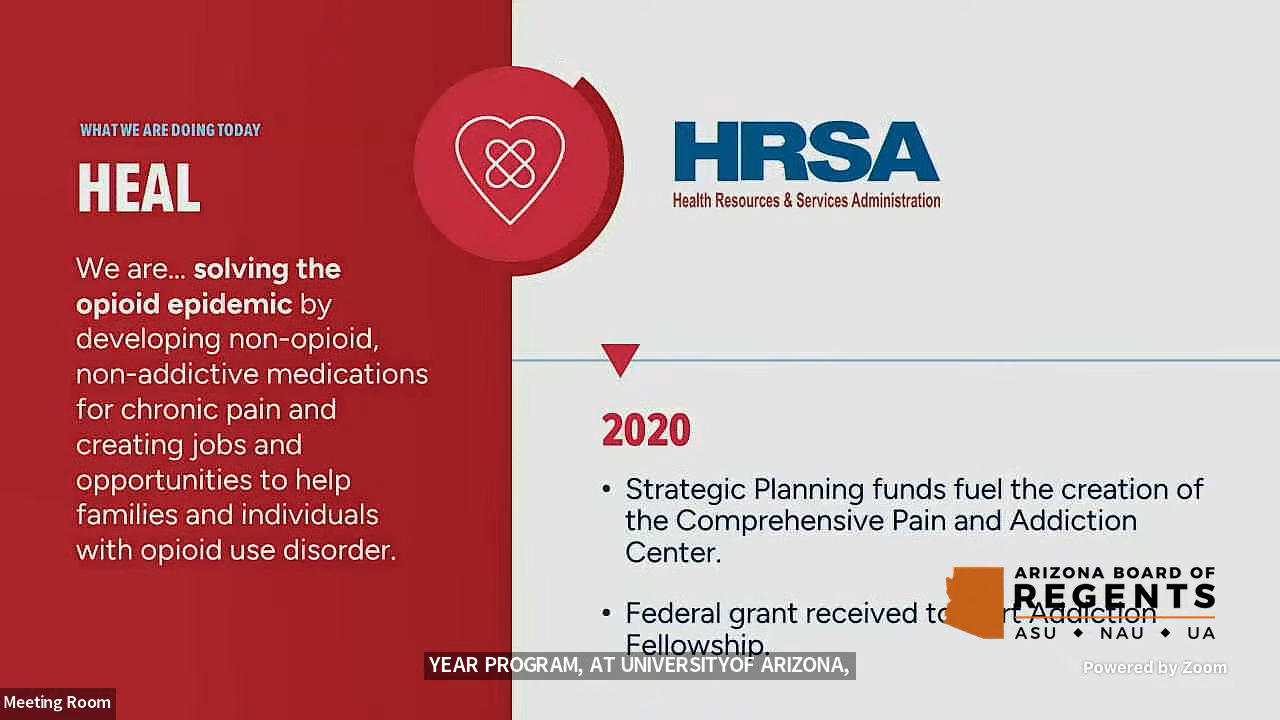 WHAT WE ARE DOING TODAY
HEAL
We are... solving the
opioid epidemic by
developing non-opioid,
non-addictive medications
for chronic pain and
creating jobs and
opportunities to help
families and individuals
with opioid use disorder.
HRSA
Health Resources & Services Administration
2020
• Strategic Planning funds fuel the creation of
the Comprehensive Pain and Addiction
Center.
• Federal grant received to Addiction
Fellowship.
ARIZONA BOARD OF
REGENTS
ASU ◆ NAU ◆ UA
Powered by Zoom
YEAR PROGRAM, AT UNIVERSITYOF ARIZONA,
Meeting Room